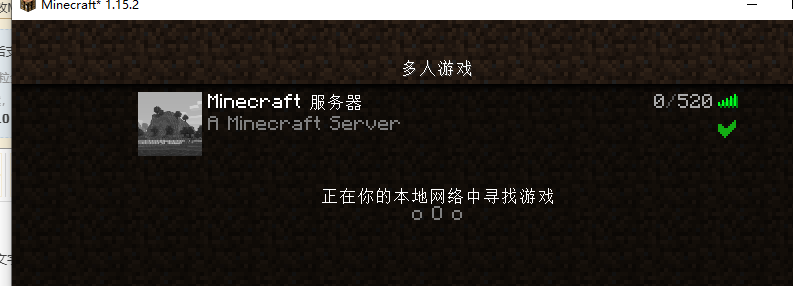 Minecraft* 1.15.2
多人游戏
Minecraft 服务器
0/520
A Minecraft Server
正在你的本地网络中寻找游戏
o O o